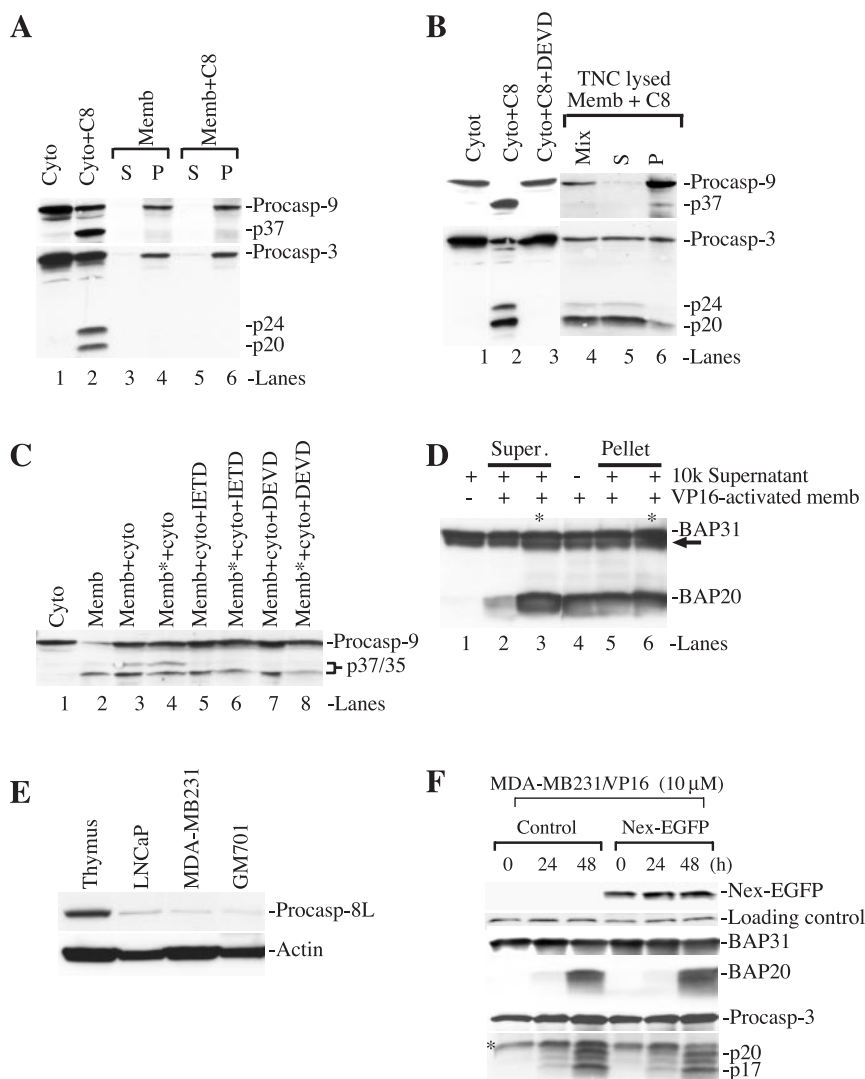 A
Cyto
Cyto+C8
Memb
Memb+C8
S P S P
-Procasp-9
-p37
-Procasp-3
-p24
-p20
1 2 3 4 5 6 -Lanes
B
Cytot
Cyto+C8
Cyto+C8+DEVD
TNC lysed
Memb + C8
Mix
S
P
-Procasp-9
-p37
-Procasp-3
-p24
-p20
1 2 3 4 5 6 -Lanes
C
Cyto
Memb
Memb+cyto
Memb*+cyto
Memb+cyto+IETD
Memb*+cyto+IETD
Memb+cyto+DEVD
Memb*+cyto+DEVD
-Procasp-9
p37/35
1 2 3 4 5 6 7 8 -Lanes
D
Super. Pellet
+ + + - + + 10k Supernatant
- + + + + + VP16-activated memb
* *
-BAP31
-BAP20
1 2 3 4 5 6 -Lanes
E
Thymus
LNCaP
MDA-MB231
GM701
-Procasp-8L
-Actin
F
MDA-MB231/VP16 (10 μM)
Control Nex-EGFP
0 24 48 0 24 48 (h)
-Nex-EGFP
-Loading control
-BAP31
-BAP20
-Procasp-3
*
-p20
-p17